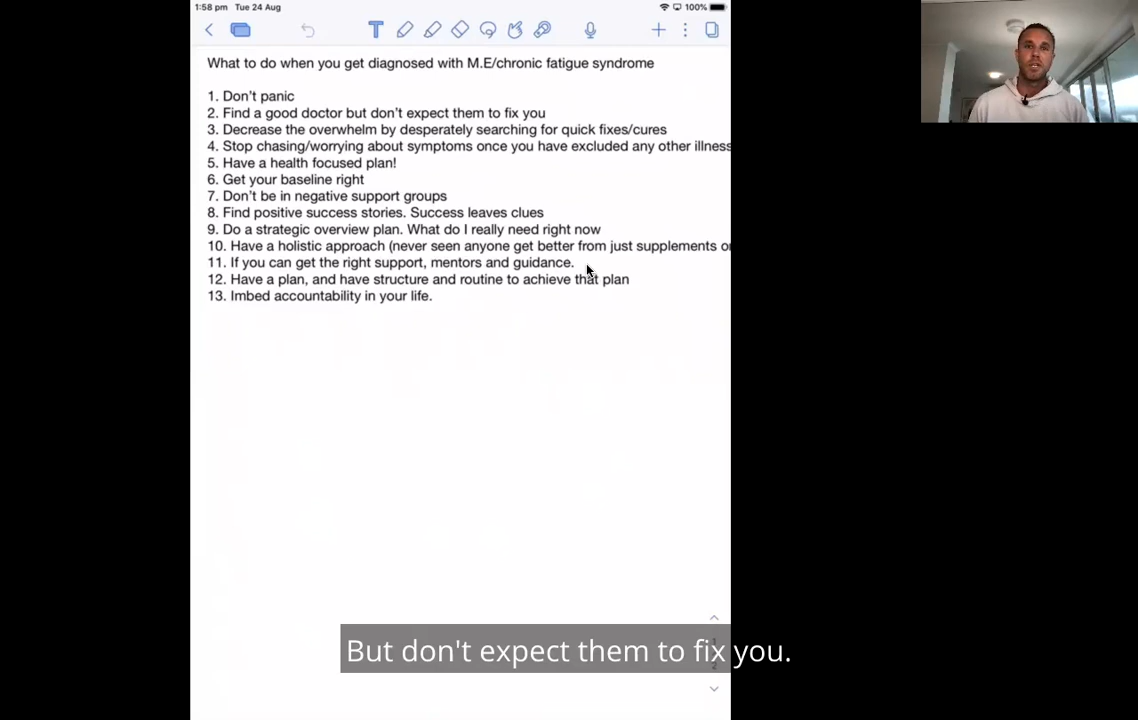 1:58 pm Tue 24 Aug
100%
What to do when you get diagnosed with M.E/chronic fatigue syndrome
1. Don't panic
2. Find a good doctor but don't expect them to fix you
3. Decrease the overwhelm by desperately searching for quick fixes/cures
4. Stop chasing/worrying about symptoms once you have excluded any other illness
5. Have a health focused plan!
6. Get your baseline right
7. Don't be in negative support groups
8. Find positive success stories. Success leaves clues
9. Do a strategic overview plan. What do I really need right now
10. Have a holistic approach (never seen anyone get better from just supplements
11. If you can get the right support, mentors and guidance.
12. Have a plan, and have structure and routine to achieve that plan
13. Imbed accountability in your life.
But don't expect them to fix you.